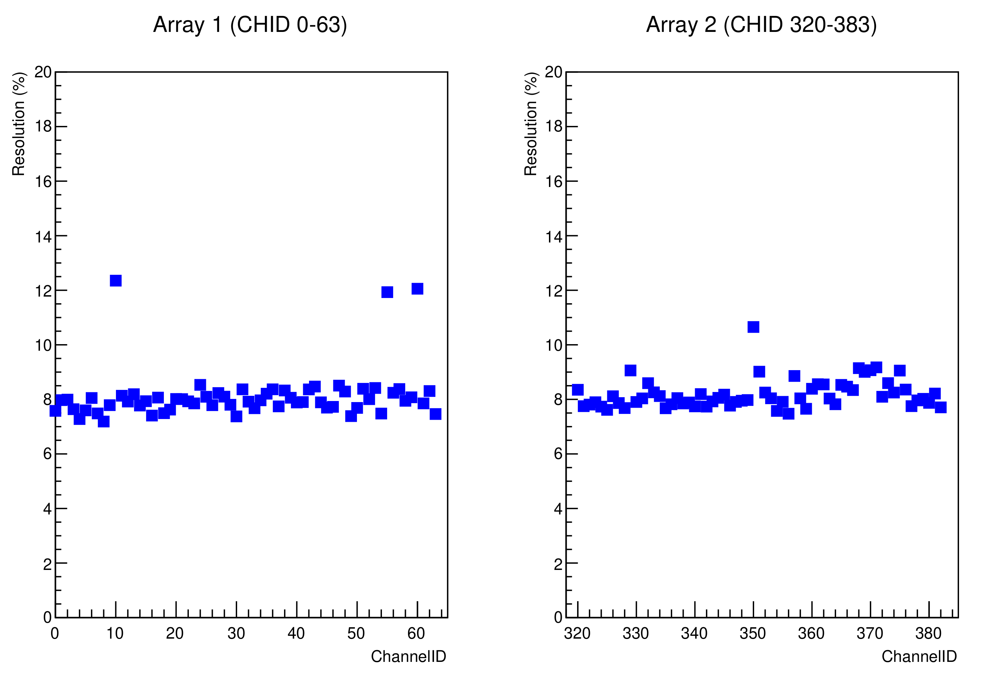 Array 1 (CHID 0-63)
Resolution (%)
20
18
16
14
12
10
8
6
4
2
0
0 10 20 30 40 50 60
ChannelID
Array 2 (CHID 320-383)
Resolution (%)
20
18
16
14
12
10
8
6
4
2
0
320 330 340 350 360 370 380
ChannelID